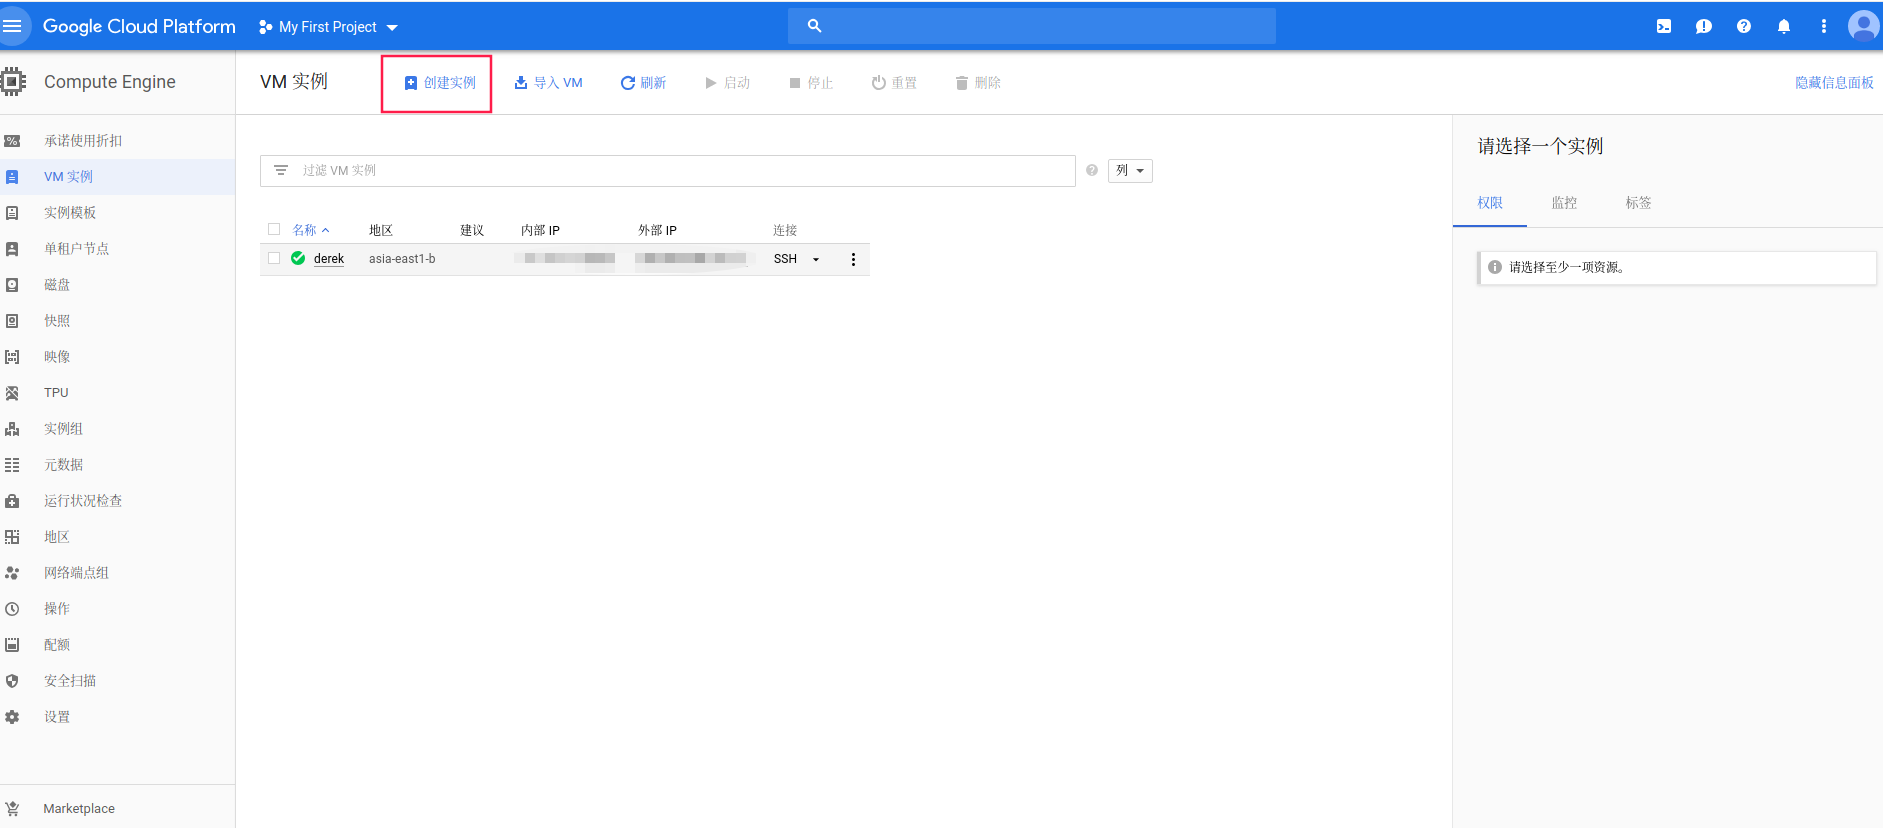 Google Cloud Platform My First Project
Compute Engine
VM 实例 创建实例 导入 VM 刷新 启动 停止 重置 删除 隐藏信息面板
承诺使用折扣
VM 实例
实例模板
单租户节点
磁盘
快照
映像
TPU
实例组
元数据
运行状况检查
地区
网络端点组
操作
配额
安全扫描
设置
Marketplace
过滤 VM 实例 列
名称 地区 建议 内部 IP 外部 IP 连接
derek asia-east1-b SSH
请选择一个实例
权限 监控 标签
请选择至少一项资源。